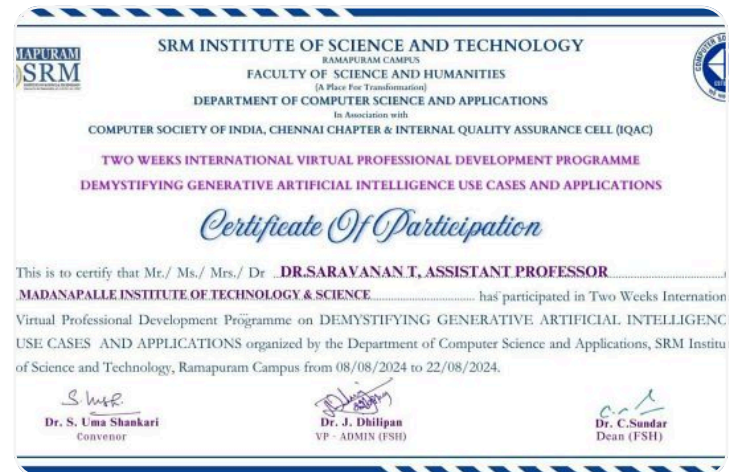 MAPURAM
SRM
SRM INSTITUTE OF SCIENCE AND TECHNOLOGY
RAMAPURAM CAMPUS
FACULTY OF SCIENCE AND HUMANITIES
(A Place For Transformation)
DEPARTMENT OF COMPUTER SCIENCE AND APPLICATIONS
In Association with
COMPUTER SOCIETY OF INDIA, CHENNAI CHAPTER & INTERNAL QUALITY ASSURANCE CELL (IQAC)
TWO WEEKS INTERNATIONAL VIRTUAL PROFESSIONAL DEVELOPMENT PROGRAMME
DEMYSTIFYING GENERATIVE ARTIFICIAL INTELLIGENCE USE CASES AND APPLICATIONS
Certificate Of Participation
This is to certify that Mr./ Ms./ Mrs./ Dr DR.SARAVANAN T, ASSISTANT PROFESSOR
MADANAPALLE INSTITUTE OF TECHNOLOGY & SCIENCE has participated in Two Weeks Internation
Virtual Professional Development Programme on DEMYSTIFYING GENERATIVE ARTIFICIAL INTELLIGENC
USE CASES AND APPLICATIONS organized by the Department of Computer Science and Applications, SRM Institu
of Science and Technology, Ramapuram Campus from 08/08/2024 to 22/08/2024.
Dr. S. Uma Shankari
Convenor
Dr. J. Dhilipan
VP - ADMIN (FSH)
Dr. C.Sundar
Dean (FSH)